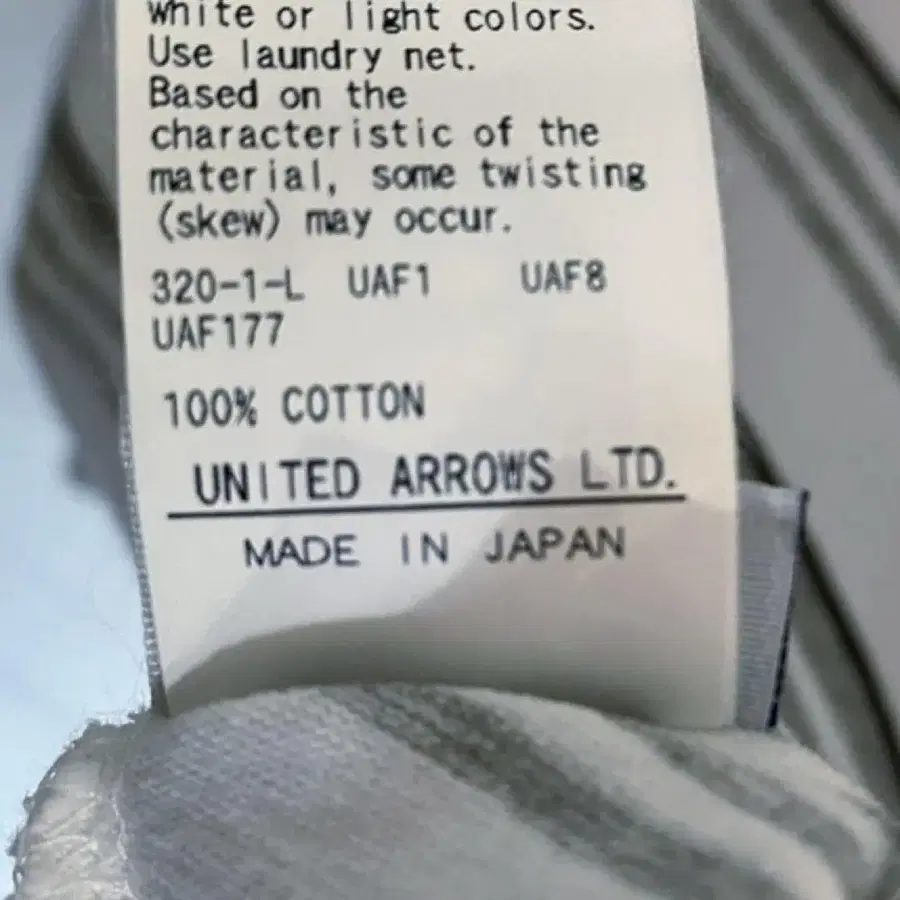 white or light colors.
Use laundry net.
Based on the
characteristic of the
material, some twisting
(skew) may occur.
320-1-L UAF1 UAF8
UAF177
100% COTTON
UNITED ARROWS LTD.
MADE IN JAPAN